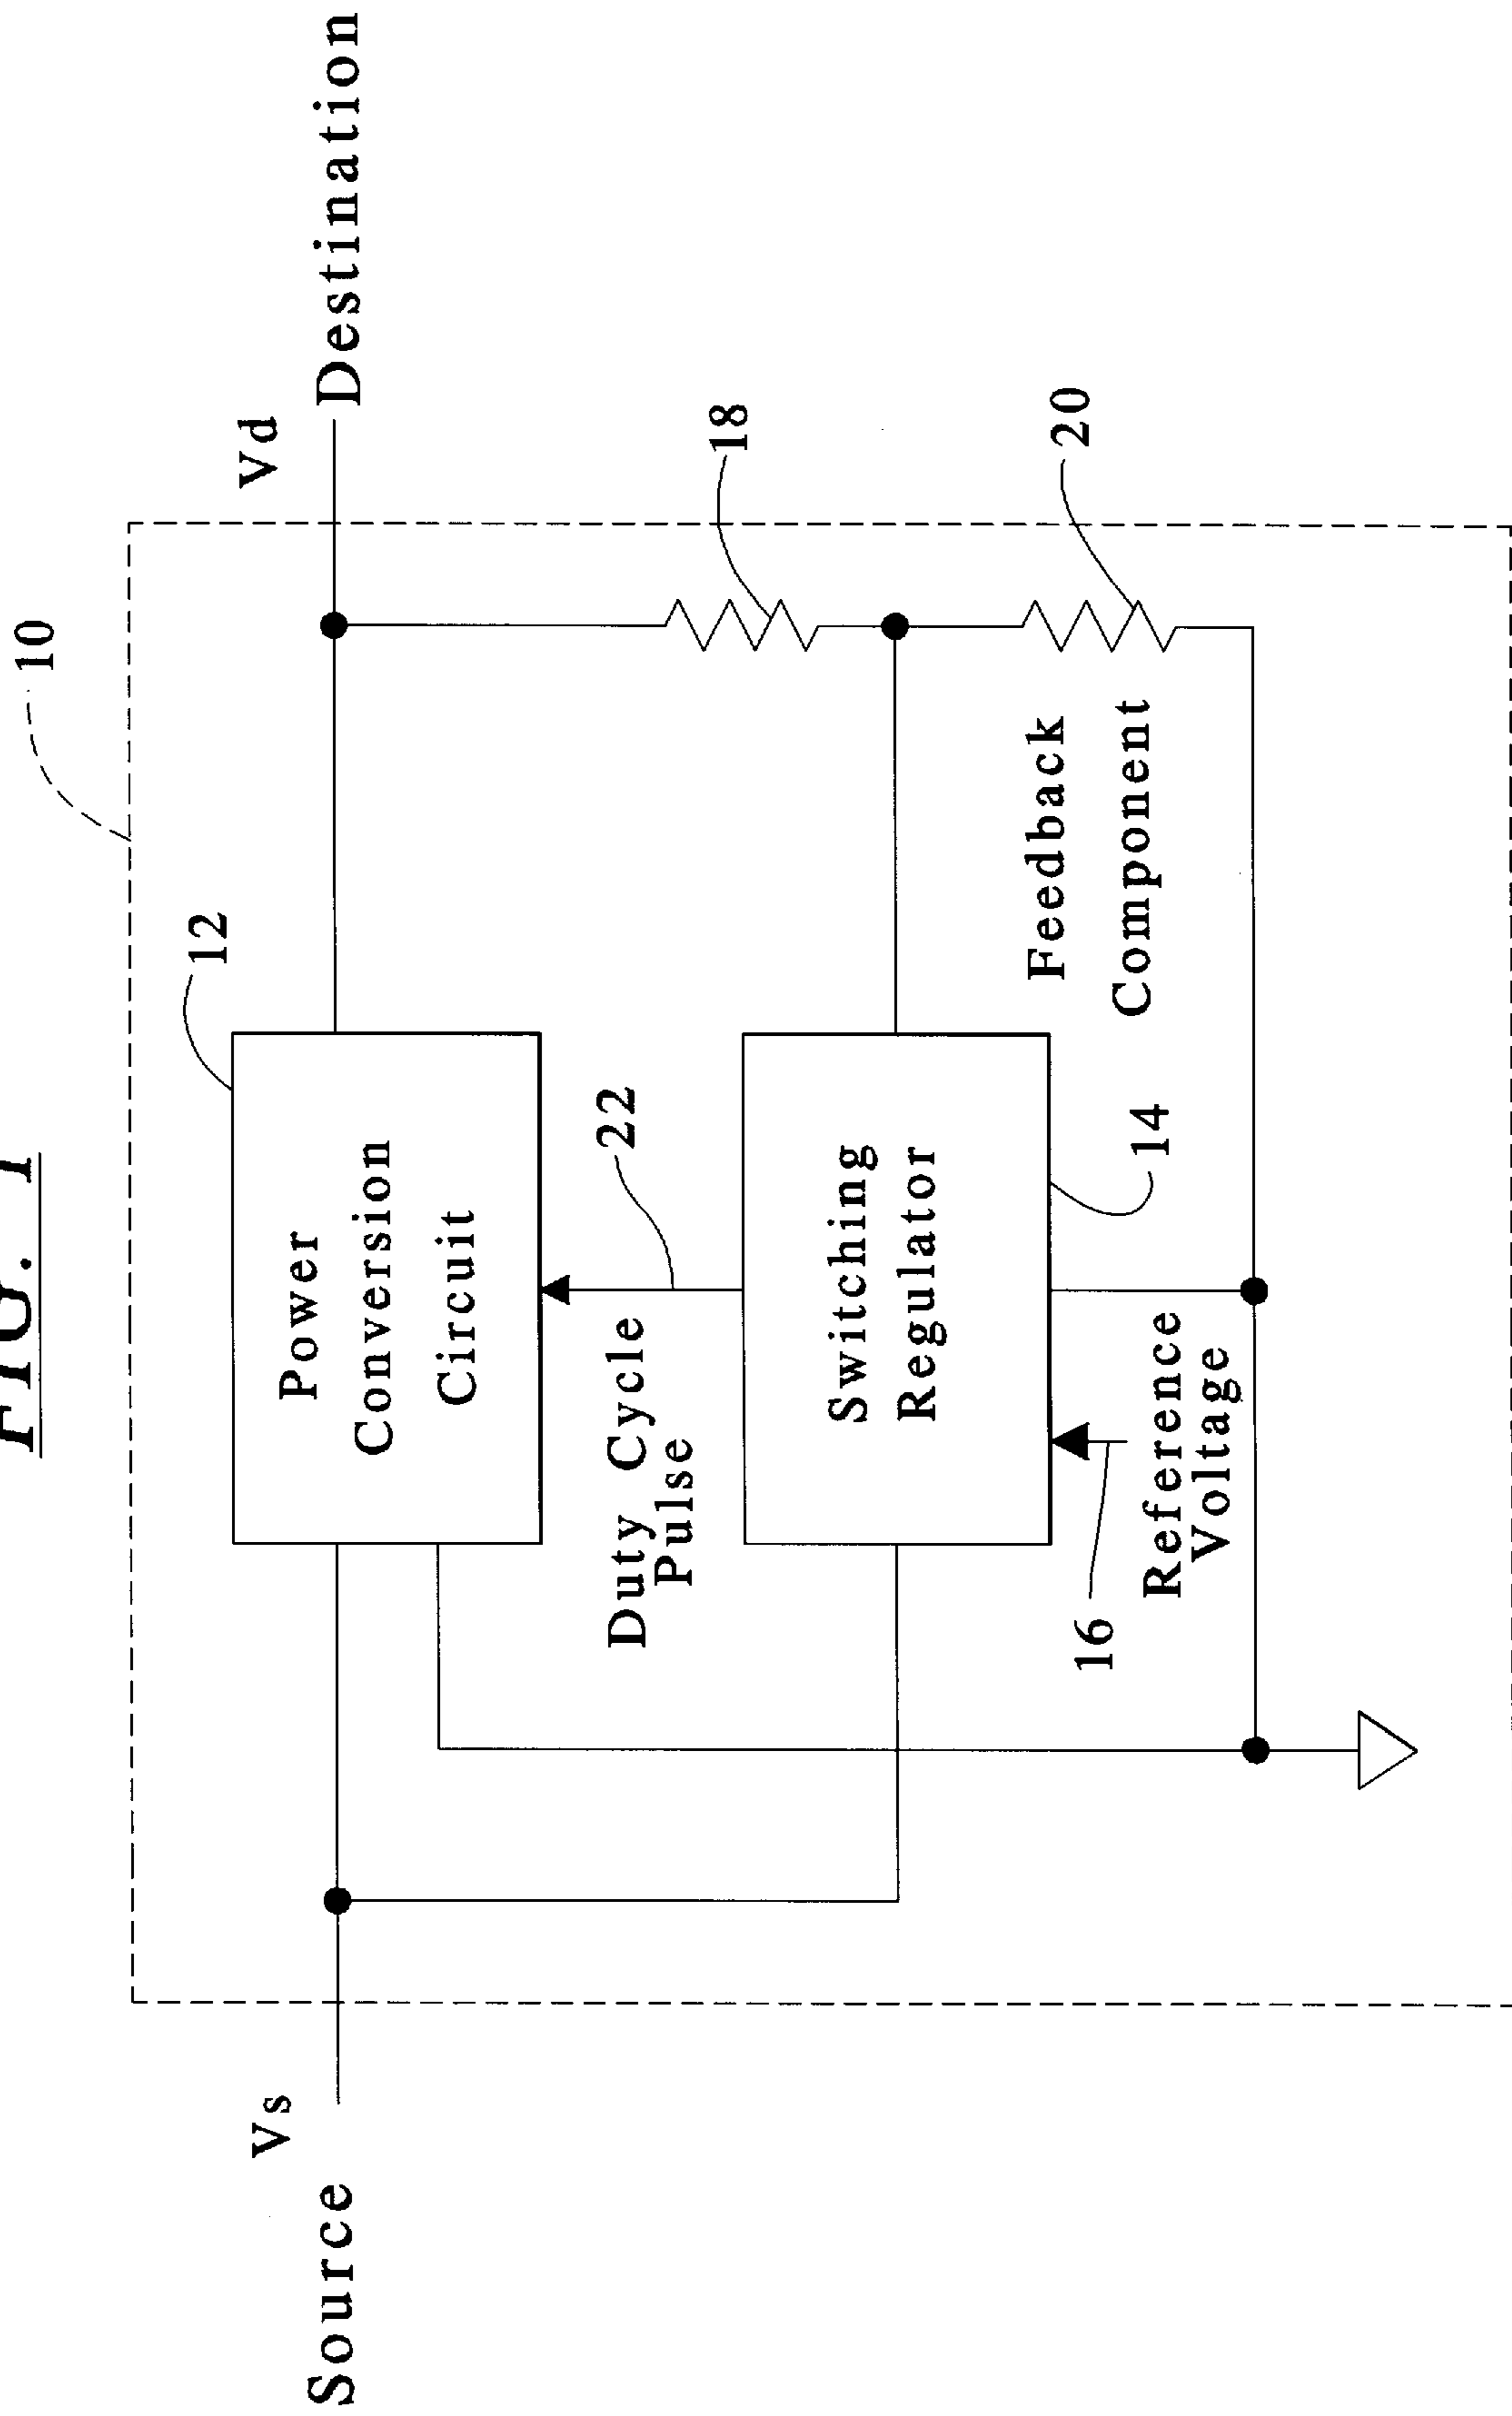 FIG. 1
10
Vd
Destination
12
Power
Conversion
Circuit
18
22
Duty Cycle
Pulse
Switching
Regulator
14
20
Feedback
Component
16
Reference
Voltage
Vs
Source